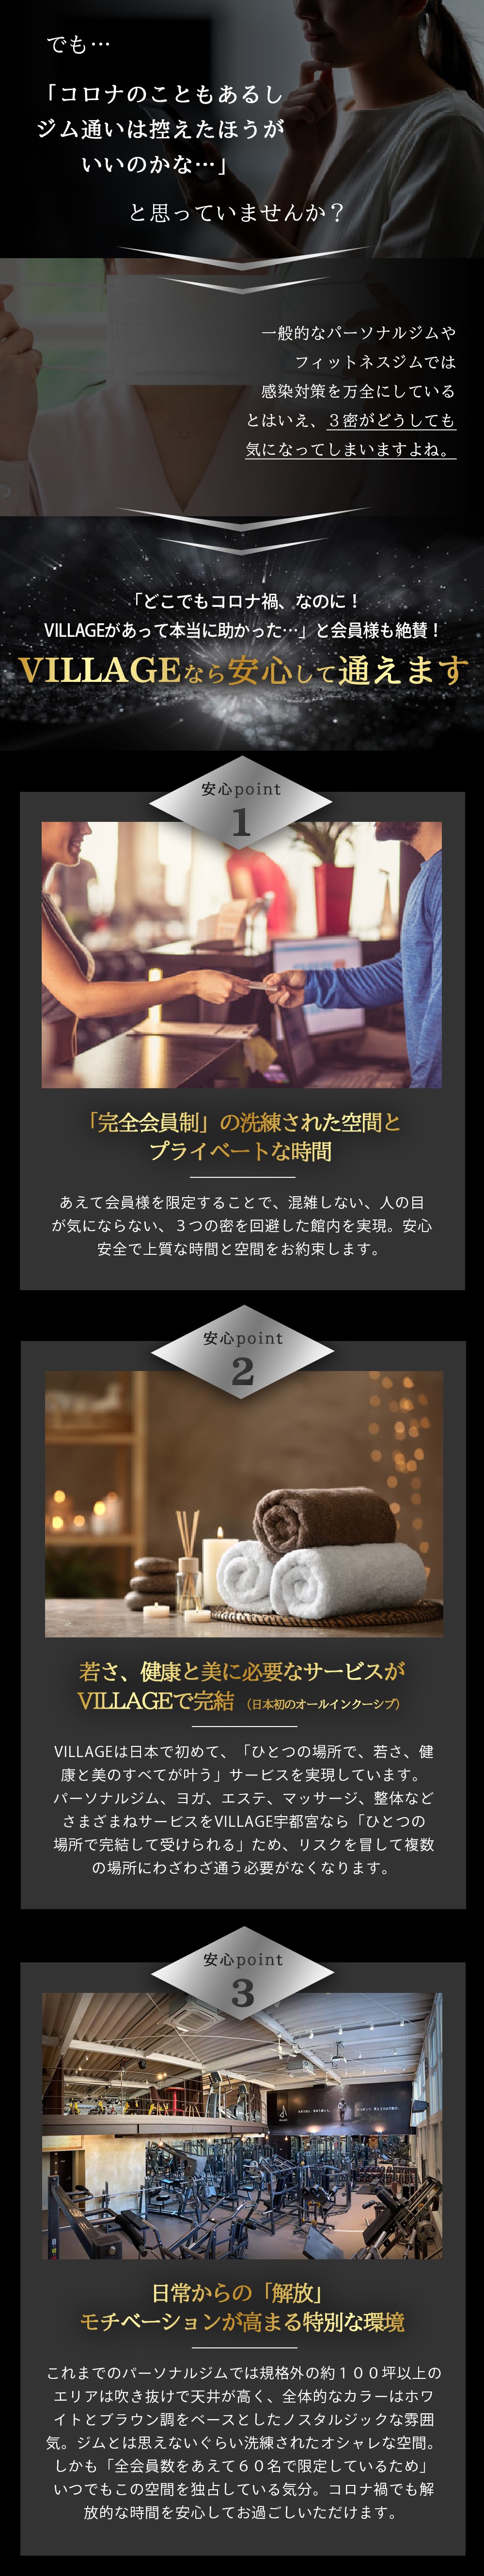 でも…
「コロナのこともあるし
ジム通いは控えたほうが
いいのかな…」
と思っていませんか？
一般的なパーソナルジムや
フィットネスジムでは
感染対策を万全にしている
とはいえ、３密がどうしても
気になってしまいますよね。
「どこでもコロナ禍、なのに！
VILLAGEがあって本当に助かった…」と会員様も絶賛！
VILLAGEなら安心して通えます
安心point
1
「完全会員制」の洗練された空間と
プライベートな時間
あえて会員様を限定することで、混雑しない、人の目
が気にならない、３つの密を回避した館内を実現。安心
安全で上質な時間と空間をお約束します。
安心point
2
若さ、健康と美に必要なサービスが
VILLAGEで完結 （日本初のオールインクーシブ）
VILLAGEは日本で初めて、「ひとつの場所で、若さ、健
康と美のすべてが叶う」サービスを実現しています。
パーソナルジム、ヨガ、エステ、マッサージ、整体など
さまざまねサービスをVILLAGE宇都宮なら「ひとつの
場所で完結して受けられる」ため、リスクを冒して複数
の場所にわざわざ通う必要がなくなります。
安心point
3
日常からの「解放」
モチベーションが高まる特別な環境
これまでのパーソナルジムでは規格外の約１００坪以上の
エリアは吹き抜けで天井が高く、全体的なカラーはホワ
イトとブラウン調をベースとしたノスタルジックな雰囲
気。ジムとは思えないぐらい洗練されたオシャレな空間。
しかも「全会員数をあえて６０名で限定しているため」
いつでもこの空間を独占している気分。コロナ禍でも解
放的な時間を安心してお過ごしいただけます。